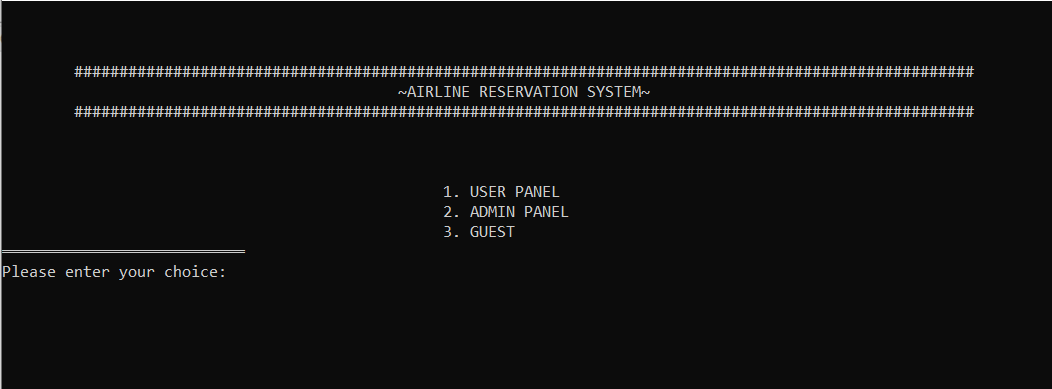 ####################################################################################################
~AIRLINE RESERVATION SYSTEM~
####################################################################################################
1. USER PANEL
2. ADMIN PANEL
3. GUEST
═══════════════════════════
Please enter your choice: